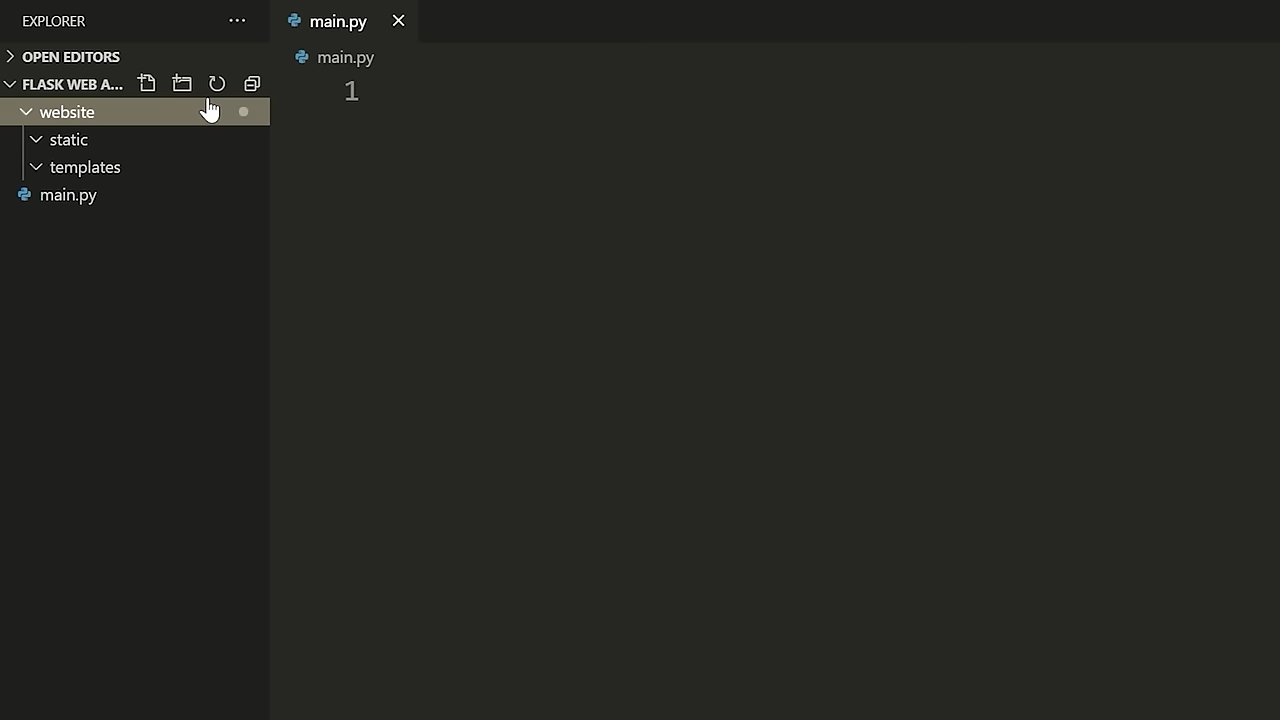 EXPLORER
main.py
OPEN EDITORS
main.py
FLASK WEB A...
1
website
static
templates
main.py